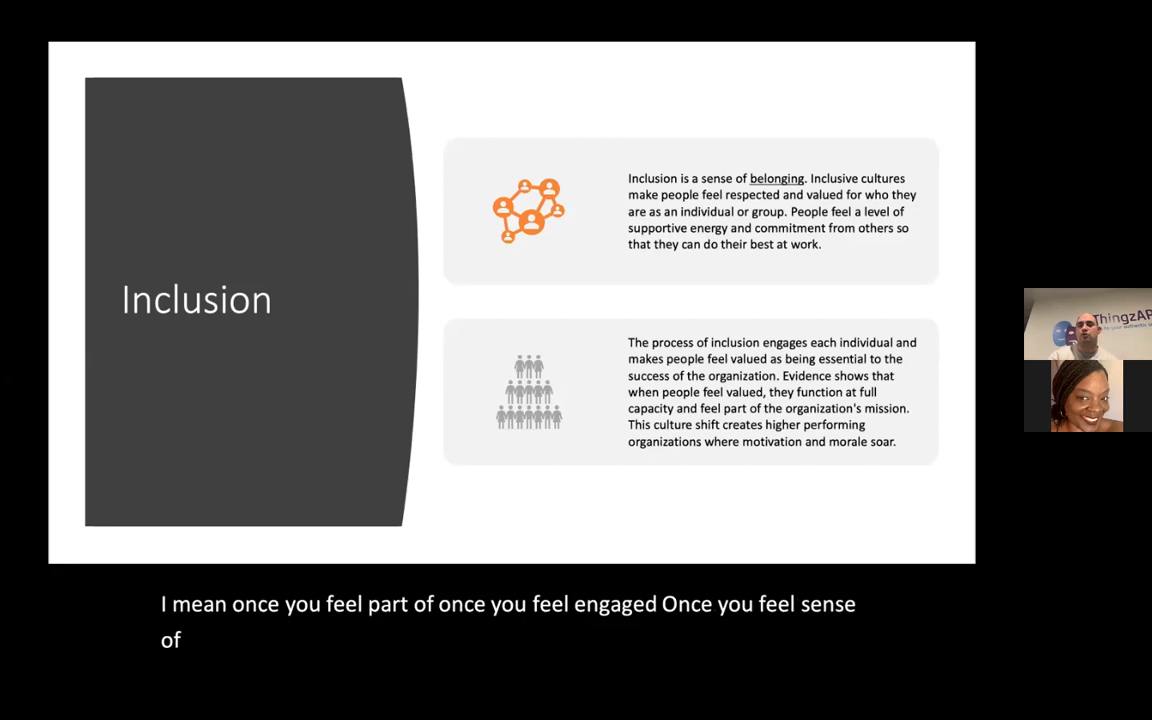 Inclusion
Inclusion is a sense of belonging. Inclusive cultures
make people feel respected and valued for who they
are as an individual or group. People feel a level of
supportive energy and commitment from others so
that they can do their best at work.
The process of inclusion engages each individual and
makes people feel valued as being essential to the
success of the organization. Evidence shows that
when people feel valued, they function at full
capacity and feel part of the organization's mission.
This culture shift creates higher performing
organizations where motivation and morale soar.
ThingzAP
your authentic
I mean once you feel part of once you feel engaged Once you feel sense
of